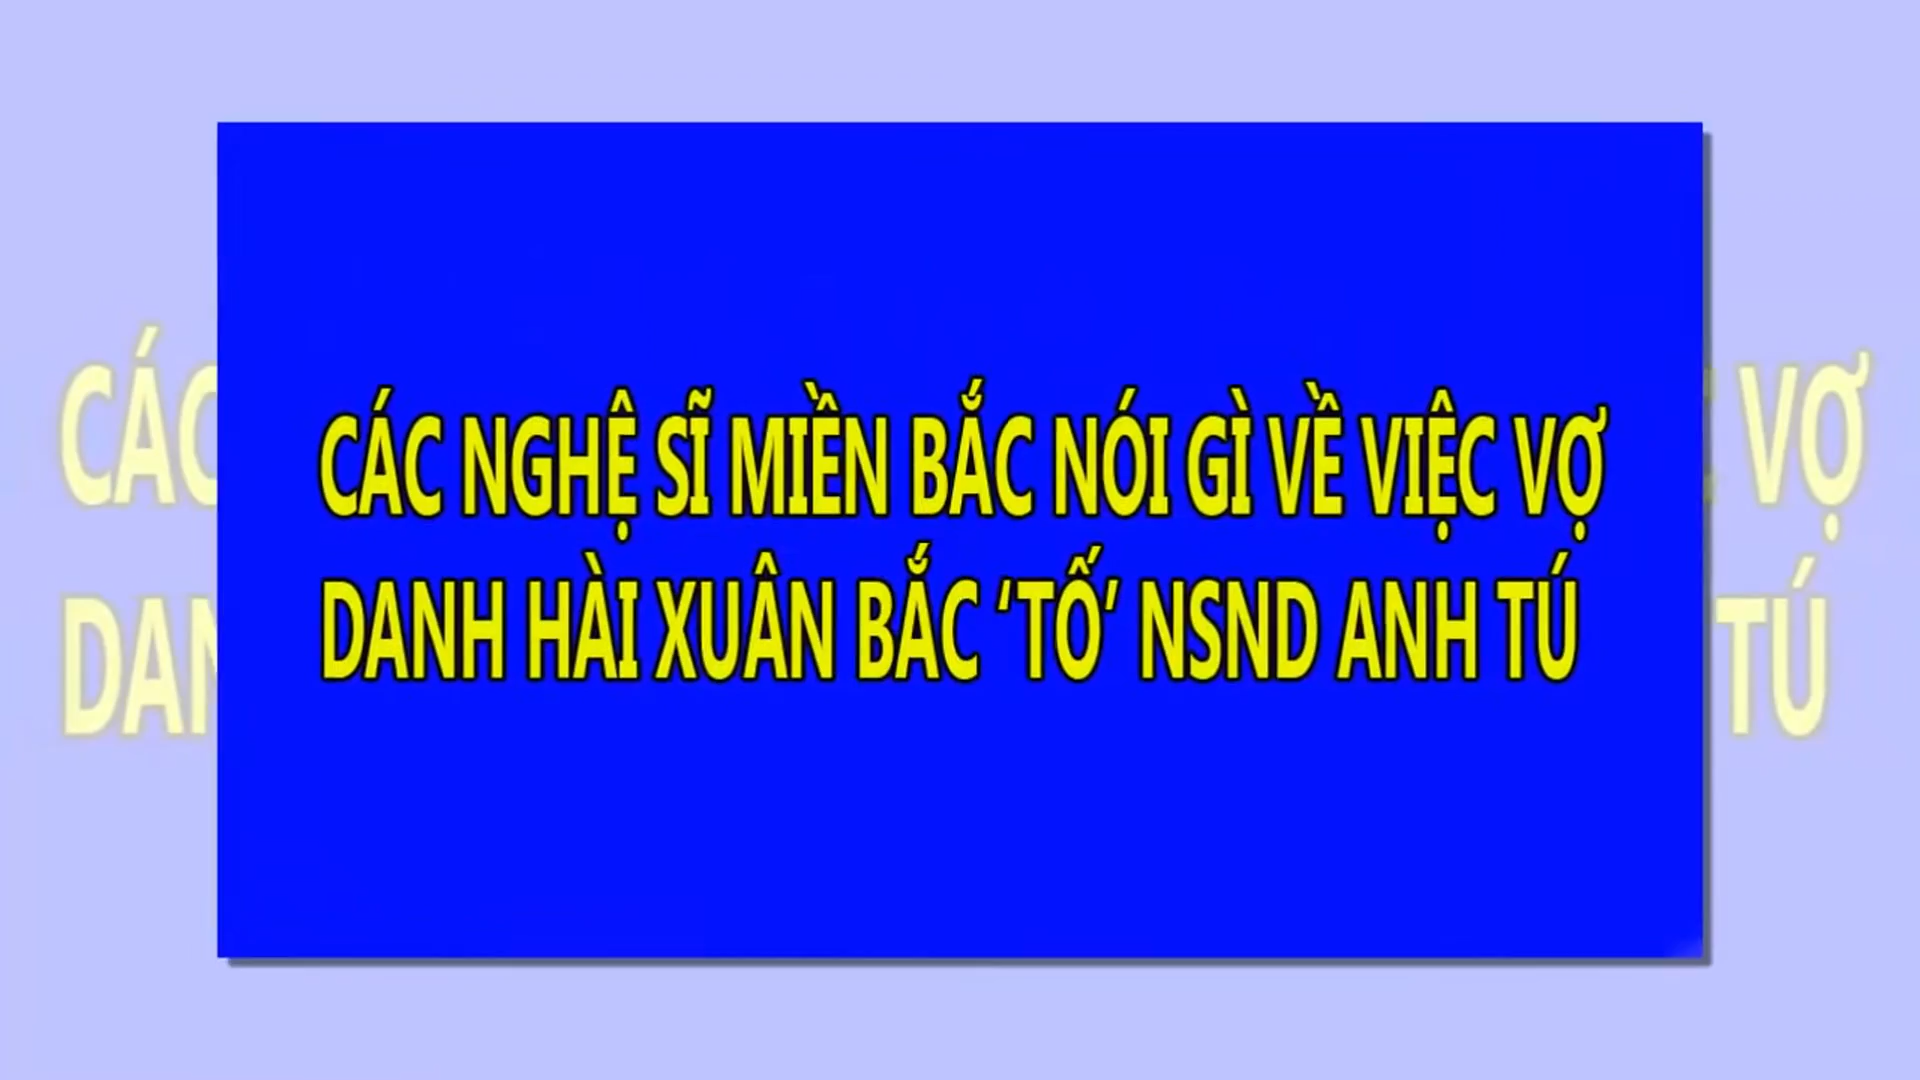 CÁC NGHỆ SĨ MIỀN BẮC NÓI GÌ VỀ VIỆC VỢ
DANH HÀI XUÂN BẮC ‘TỐ’ NSND ANH TÚ